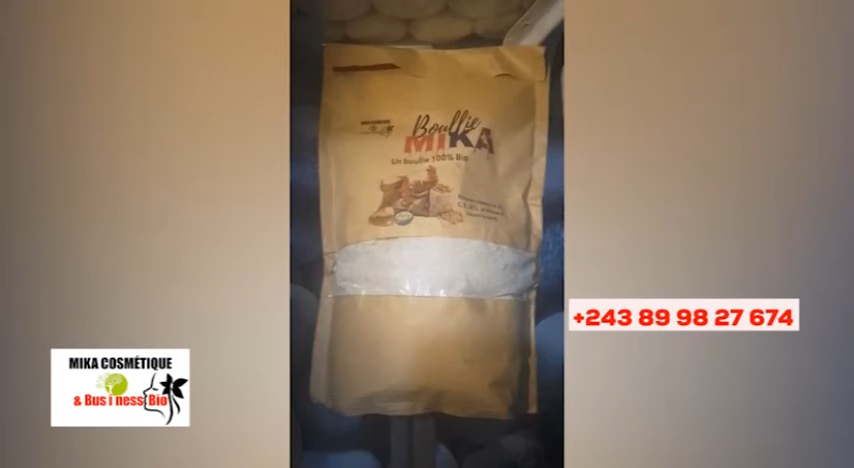 Bouillie
MIKA
Un bouillie 100% Bio
+243 89 98 27 674
MIKA COSMÉTIQUE
& Bus i ness Bio